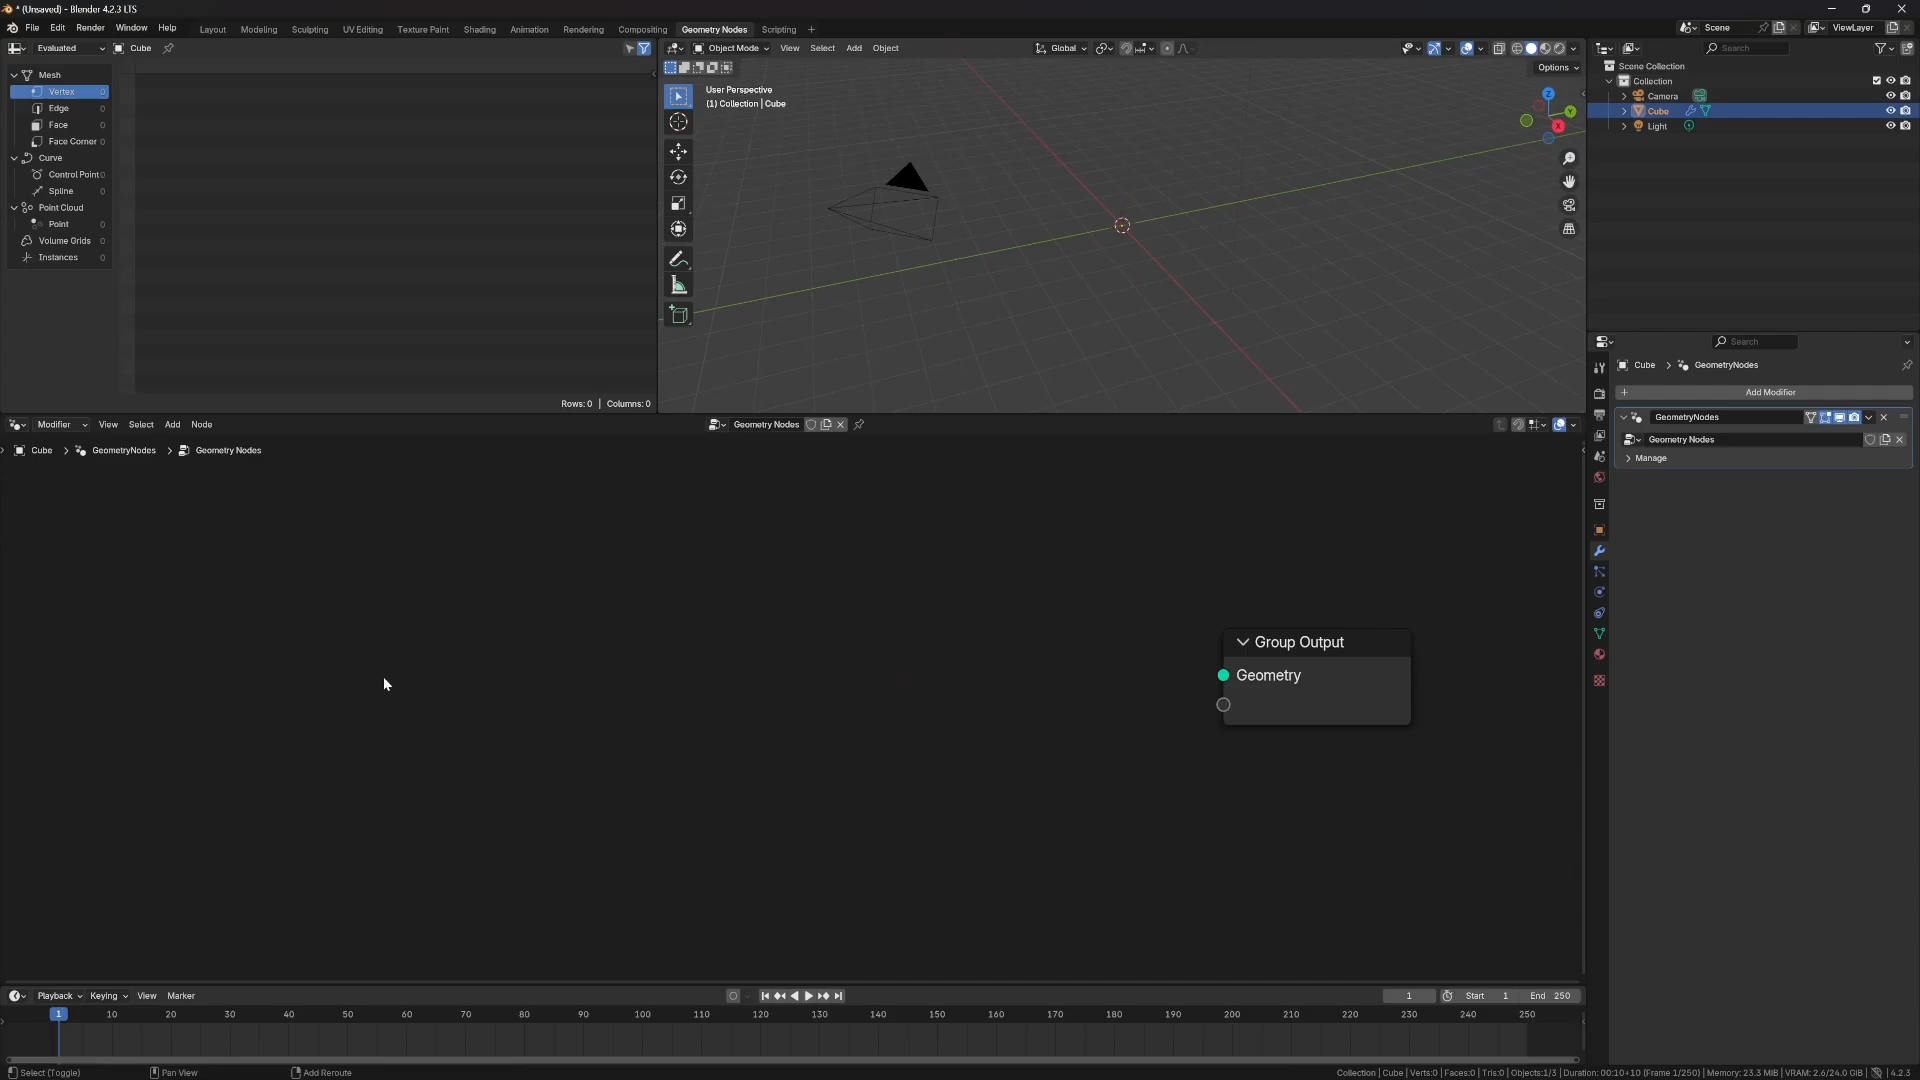 * (Unsaved) - Blender 4.2.3 LTS
File Edit Render Window Help Layout Modeling Sculpting UV Editing Texture Paint Shading Animation Rendering Compositing Geometry Nodes Scripting + Scene ViewLayer
Evaluated Cube
Mesh
Vertex 0
Edge 0
Face 0
Face Corner 0
Curve
Control Point 0
Spline 0
Point Cloud
Point 0
Volume Grids 0
Instances 0
Rows: 0 | Columns: 0
Object Mode View Select Add Object Global
Options
User Perspective
(1) Collection | Cube
Z
Y
X
Search
Scene Collection
Collection
Camera
Cube
Light
Search
Cube > GeometryNodes
Add Modifier
GeometryNodes
Geometry Nodes
Manage
Modifier View Select Add Node Geometry Nodes
Cube > GeometryNodes > Geometry Nodes
Group Output
Geometry
Playback Keying View Marker 1 Start 1 End 250
1 10 20 30 40 50 60 70 80 90 100 110 120 130 140 150 160 170 180 190 200 210 220 230 240 250
Select (Toggle) Pan View Add Reroute Collection | Cube | Verts:0 | Faces:0 | Tris:0 | Objects:1/3 | Duration: 00:10+10 (Frame 1/250) | Memory: 23.3 MiB | VRAM: 2.6/24.0 GiB | 4.2.3